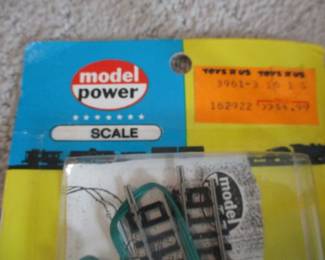 model
power
SCALE
TOYS R US TOYS R US
3961-3
162922
model